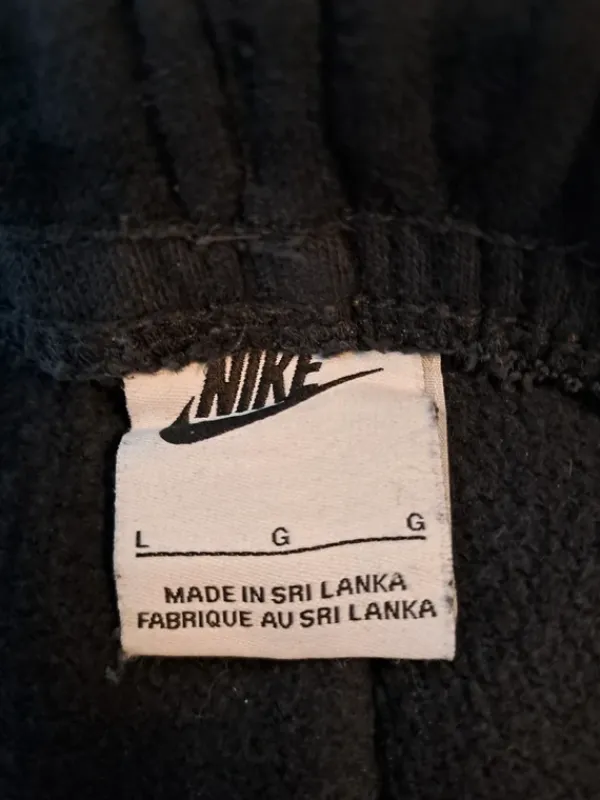 NIKE
L G G
MADE IN SRI LANKA
FABRIQUE AU SRI LANKA